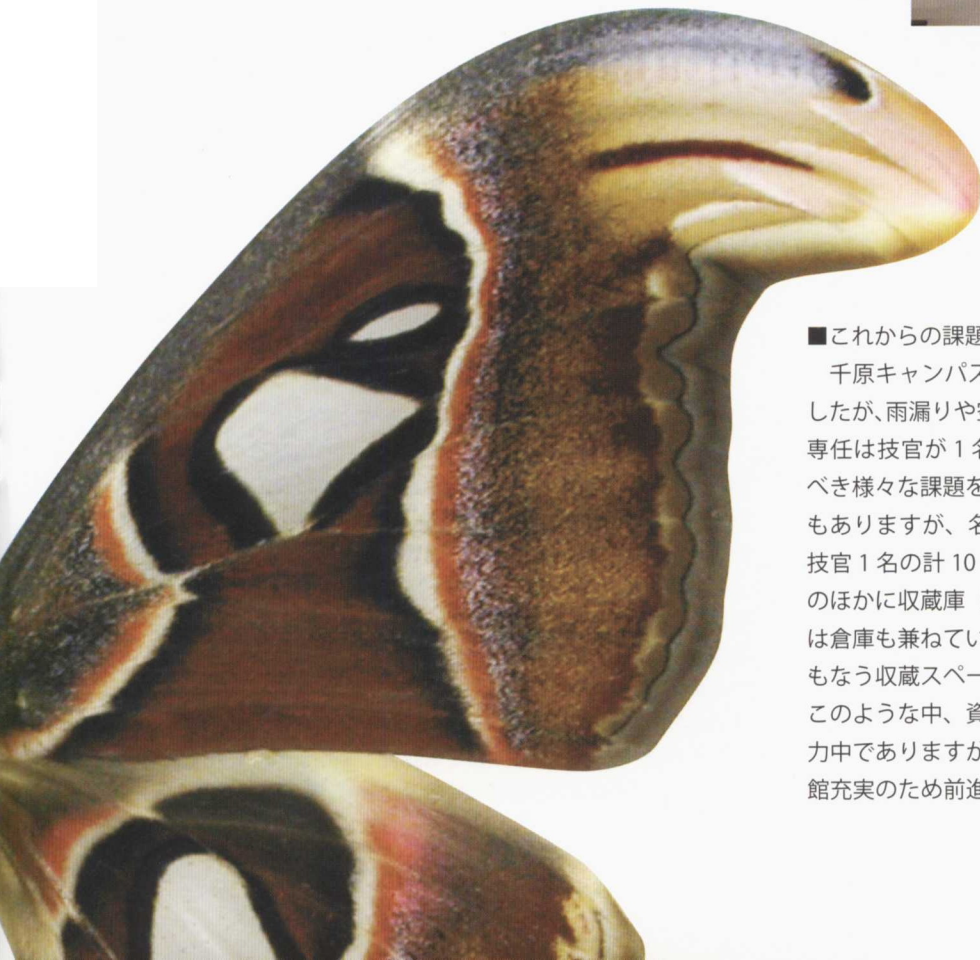 ■これからの課題
千原キャンパス
したが、雨漏りや
専任は技官が 1 名
べき様々な課題を
もありますが、名
技官 1 名の計 10
のほかに収蔵庫
は倉庫も兼ねてい
もなう収蔵スペー
このような中、資
力中でありますが
館充実のため前進